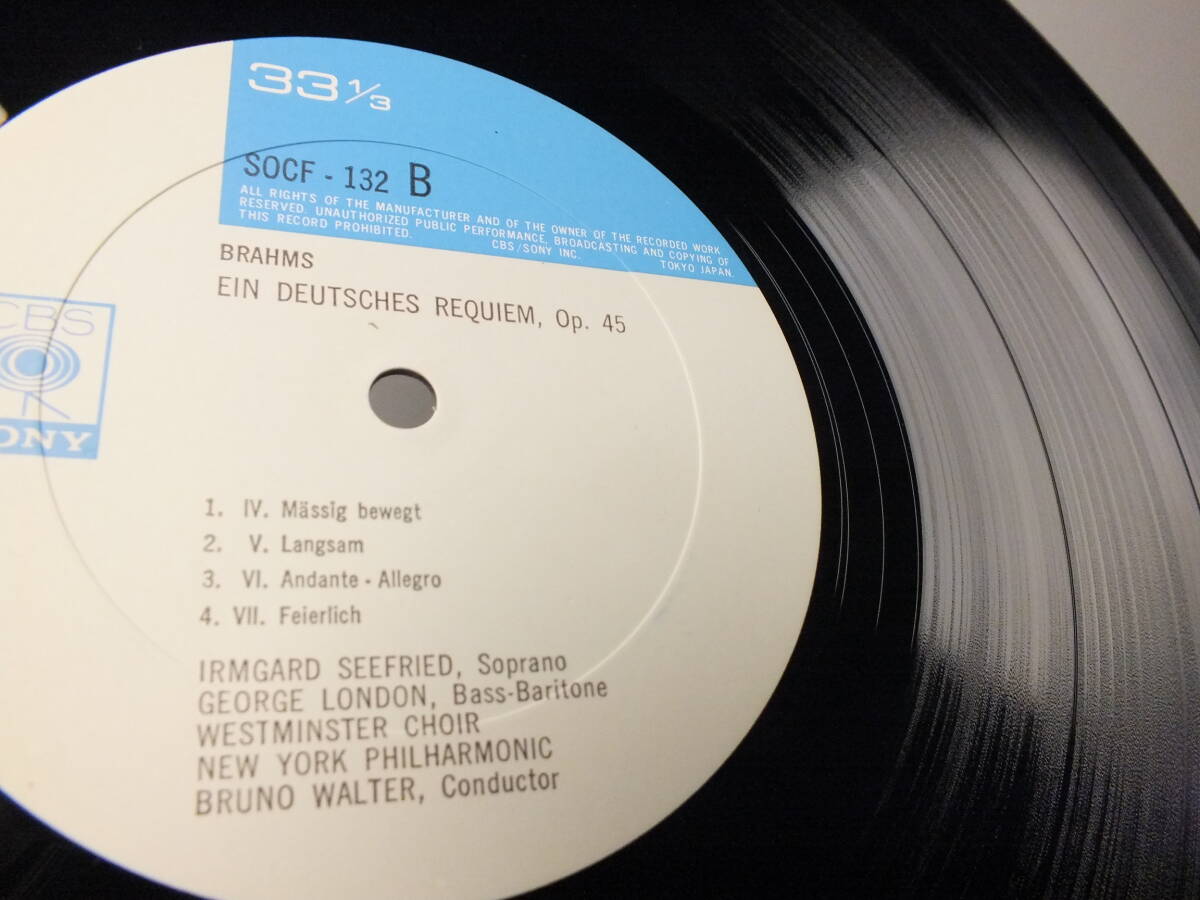 33 1/3
SOCF - 132 B
ALL RIGHTS OF THE MANUFACTURER AND OF THE OWNER OF THE RECORDED WORK
RESERVED. UNAUTHORIZED PUBLIC PERFORMANCE, BROADCASTING AND COPYING OF
THIS RECORD PROHIBITED. CBS/SONY INC. TOKYO JAPAN.
BRAHMS
EIN DEUTSCHES REQUIEM, Op. 45
CBS
ONY
1. IV. Mässig bewegt
2. V. Langsam
3. VI. Andante - Allegro
4. VII. Feierlich
IRMGARD SEEFRIED, Soprano
GEORGE LONDON, Bass-Baritone
WESTMINSTER CHOIR
NEW YORK PHILHARMONIC
BRUNO WALTER, Conductor